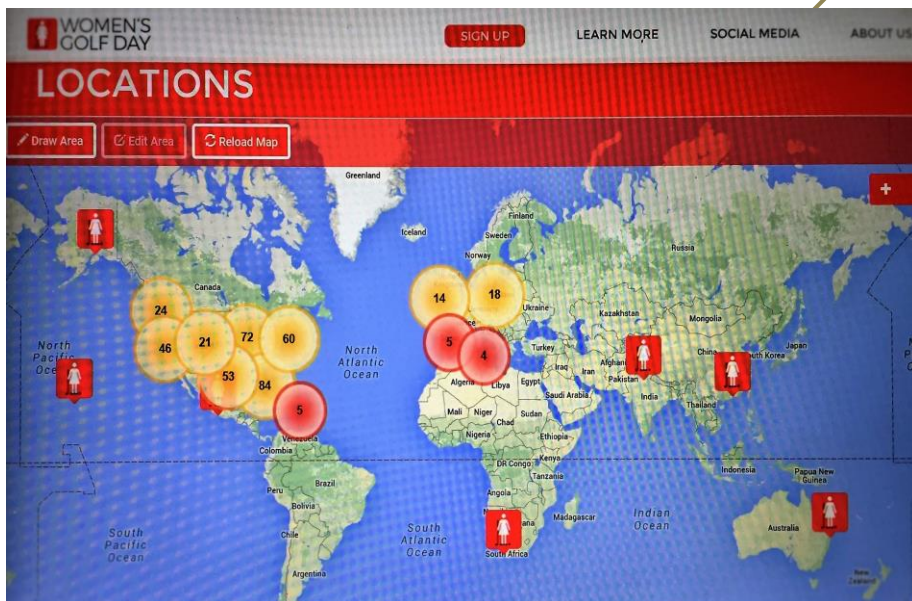 WOMEN'S
GOLF DAY
SIGN UP
LEARN MORE
SOCIAL MEDIA
ABOUT US
LOCATIONS
Draw Area
Edit Area
Reload Map
+
Greenland
Iceland
Finland
Sweden
Norway
Russia
Canada
24
46
21
72
60
53
84
5
14
18
5
4
Ukraine
Kazakhstan
Mongolia
North
Pacific
North
Atlantic
Ocean
Turkey
China
South Korea
Japan
Iraq
Iran
Pakistan
Algeria
Libya
Egypt
Saudi Arabia
India
Thailand
Mali
Niger
Chad
Sudan
Nigeria
Ethiopia
Venezuela
Colombia
DR Congo
Kenya
Tanzania
Indonesia
Papua New
Guinea
Peru
Brazil
Bolivia
Angola
Madagascar
Indian
Ocean
Australia
South
Pacific
Ocean
Chile
South
Atlantic
Ocean
South Africa
Argentina
New
Zealand